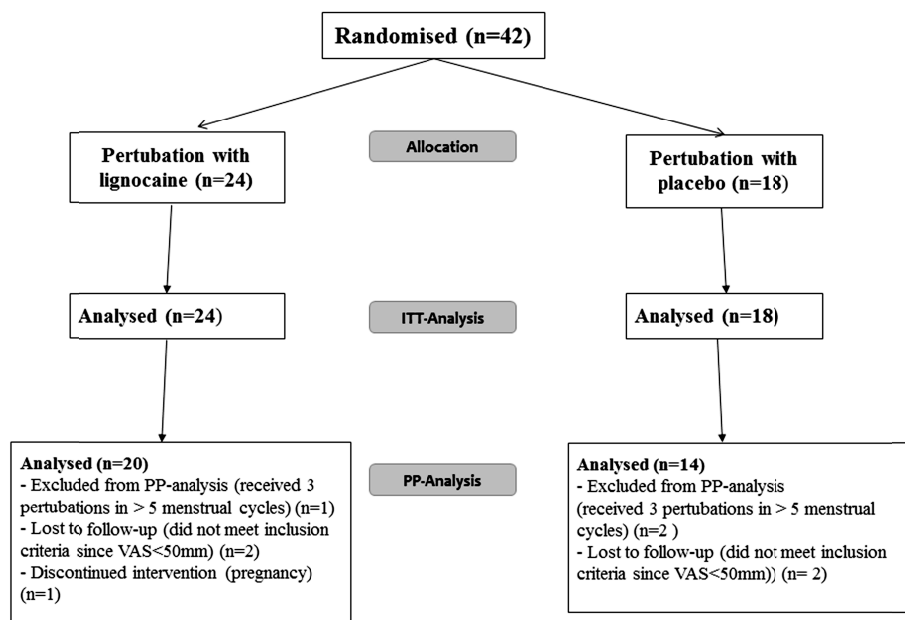 Randomised (n=42)
Allocation
Pertubation with
lignocaine (n=24)
Pertubation with
placebo (n=18)
ITT-Analysis
Analysed (n=24)
Analysed (n=18)
PP-Analysis
Analysed (n=20)
- Excluded from PP-analysis (received 3
pertubations in > 5 menstrual cycles) (n=1)
- Lost to follow-up (did not meet inclusion
criteria since VAS<50mm) (n=2)
- Discontinued intervention (pregnancy)
(n=1)
Analysed (n=14)
- Excluded from PP-analysis
(received 3 pertubations in > 5 menstrual
cycles) (n=2 )
- Lost to follow-up (did not meet inclusion
criteria since VAS<50mm)) (n= 2)